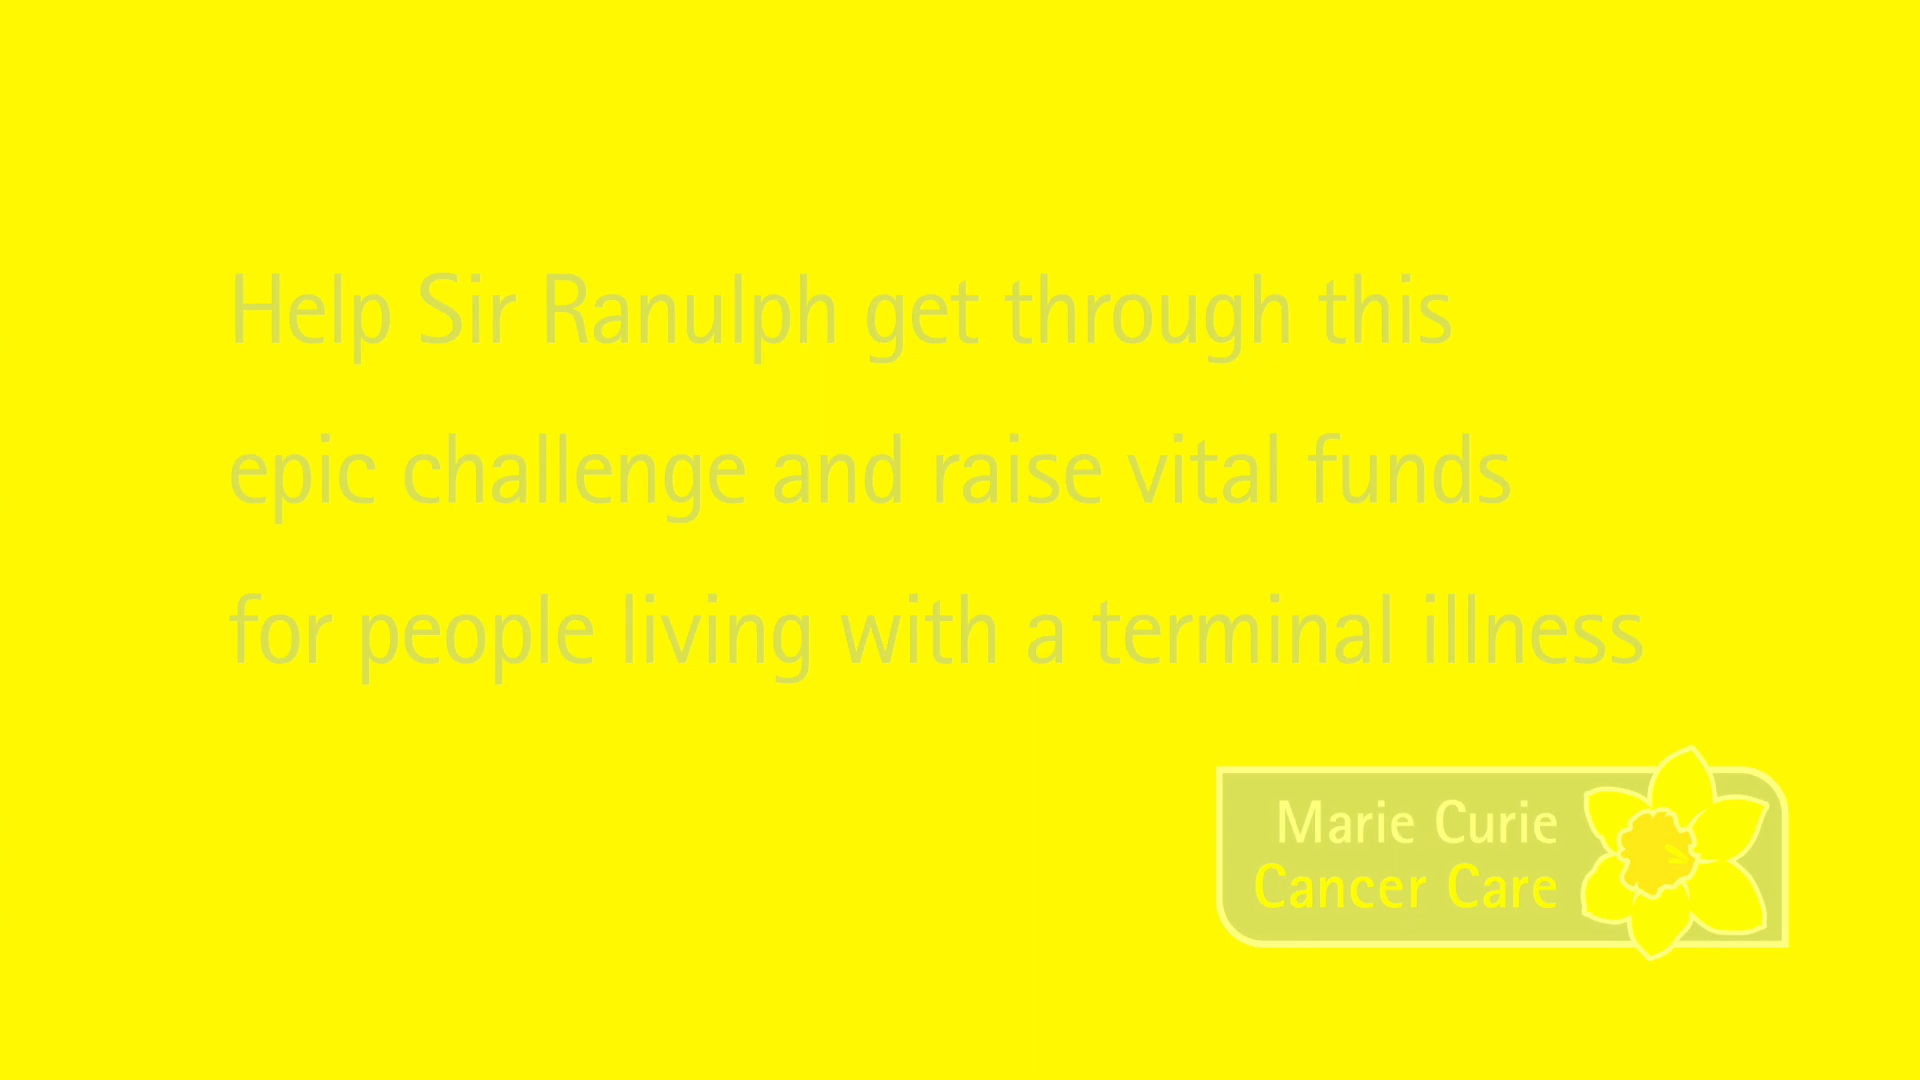 Help Sir Ranulph get through this
epic challenge and raise vital funds
for people living with a terminal illness
Marie Curie
Cancer Care